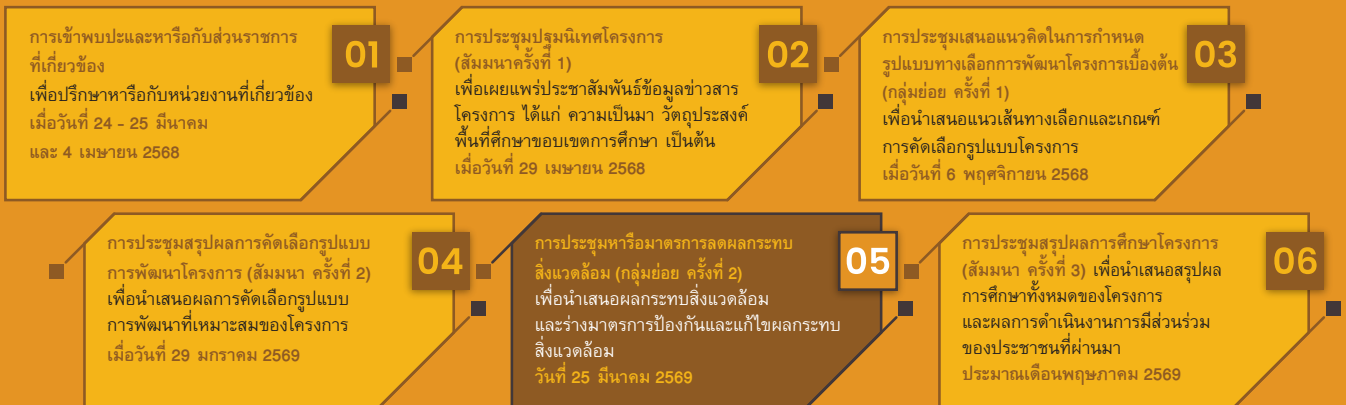 01
การเข้าพบปะและหารือกับส่วนราชการ
ที่เกี่ยวข้อง
เพื่อปรึกษาหารือกับหน่วยงานที่เกี่ยวข้อง
เมื่อวันที่ 24 - 25 มีนาคม
และ 4 เมษายน 2568
02
การประชุมปฐมนิเทศโครงการ
(สัมมนาครั้งที่ 1)
เพื่อเผยแพร่ประชาสัมพันธ์ข้อมูลข่าวสาร
โครงการ ได้แก่ ความเป็นมา วัตถุประสงค์
พื้นที่ศึกษาขอบเขตการศึกษา เป็นต้น
เมื่อวันที่ 29 เมษายน 2568
03
การประชุมเสนอแนวคิดในการกำหนด
รูปแบบทางเลือกการพัฒนาโครงการเบื้องต้น
(กลุ่มย่อย ครั้งที่ 1)
เพื่อนำเสนอแนวเส้นทางเลือกและเกณฑ์
การคัดเลือกรูปแบบโครงการ
เมื่อวันที่ 6 พฤศจิกายน 2568
04
การประชุมสรุปผลการคัดเลือกรูปแบบ
การพัฒนาโครงการ (สัมมนา ครั้งที่ 2)
เพื่อนำเสนอผลการคัดเลือกรูปแบบ
การพัฒนาที่เหมาะสมของโครงการ
เมื่อวันที่ 29 มกราคม 2569
05
การประชุมหารือมาตรการลดผลกระทบ
สิ่งแวดล้อม (กลุ่มย่อย ครั้งที่ 2)
เพื่อนำเสนอผลกระทบสิ่งแวดล้อม
และร่างมาตรการป้องกันและแก้ไขผลกระทบ
สิ่งแวดล้อม
วันที่ 25 มีนาคม 2569
06
การประชุมสรุปผลการศึกษาโครงการ
(สัมมนา ครั้งที่ 3) เพื่อนำเสนอสรุปผล
การศึกษาทั้งหมดของโครงการ
และผลการดำเนินงานการมีส่วนร่วม
ของประชาชนที่ผ่านมา
ประมาณเดือนพฤษภาคม 2569